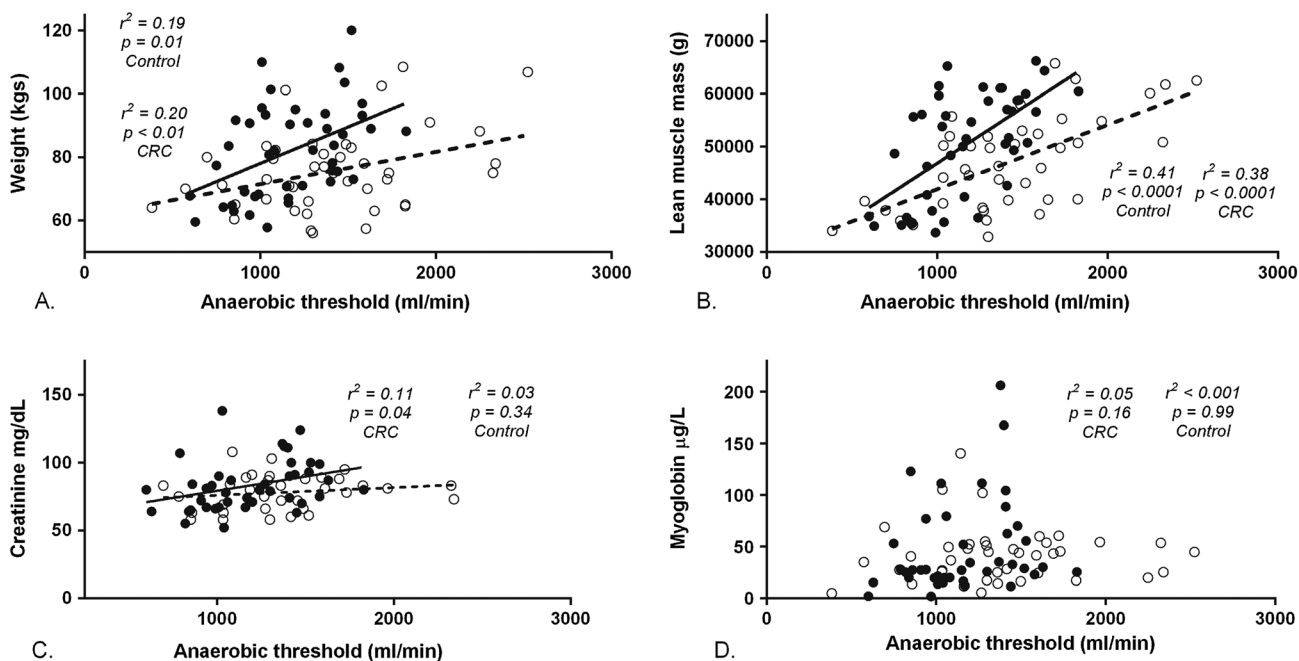 r² = 0.19
p = 0.01
Control
r² = 0.20
p < 0.01
CRC
Weight (kgs)
120
100
80
60
0
1000
2000
3000
Anaerobic threshold (ml/min)
A.
Lean muscle mass (g)
70000
60000
50000
40000
30000
r² = 0.41
p < 0.0001
Control
r² = 0.38
p < 0.0001
CRC
0
1000
2000
3000
Anaerobic threshold (ml/min)
B.
Creatinine mg/dL
150
100
50
0
r² = 0.11
p = 0.04
CRC
r² = 0.03
p = 0.34
Control
1000
2000
3000
Anaerobic threshold (ml/min)
C.
Myoglobin µg/L
200
150
100
50
0
r² = 0.05
p = 0.16
CRC
r² < 0.001
p = 0.99
Control
0
1000
2000
3000
Anaerobic threshold (ml/min)
D.